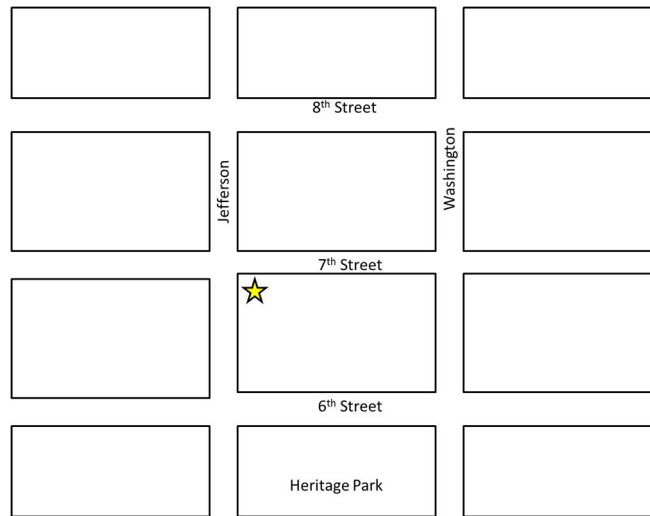 8th Street
Jefferson
Washington
7th Street
6th Street
Heritage Park